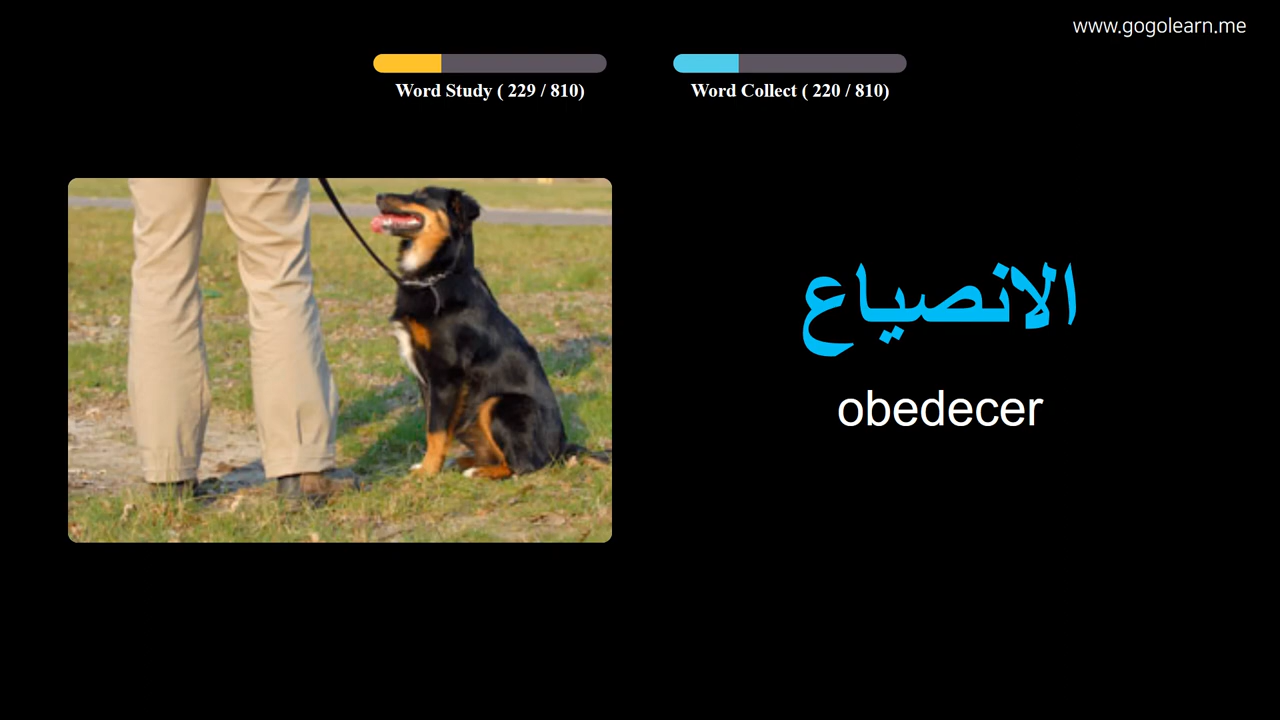 www.gogolearn.me
Word Study ( 229 / 810)
Word Collect ( 220 / 810)
الانصياع
obedecer